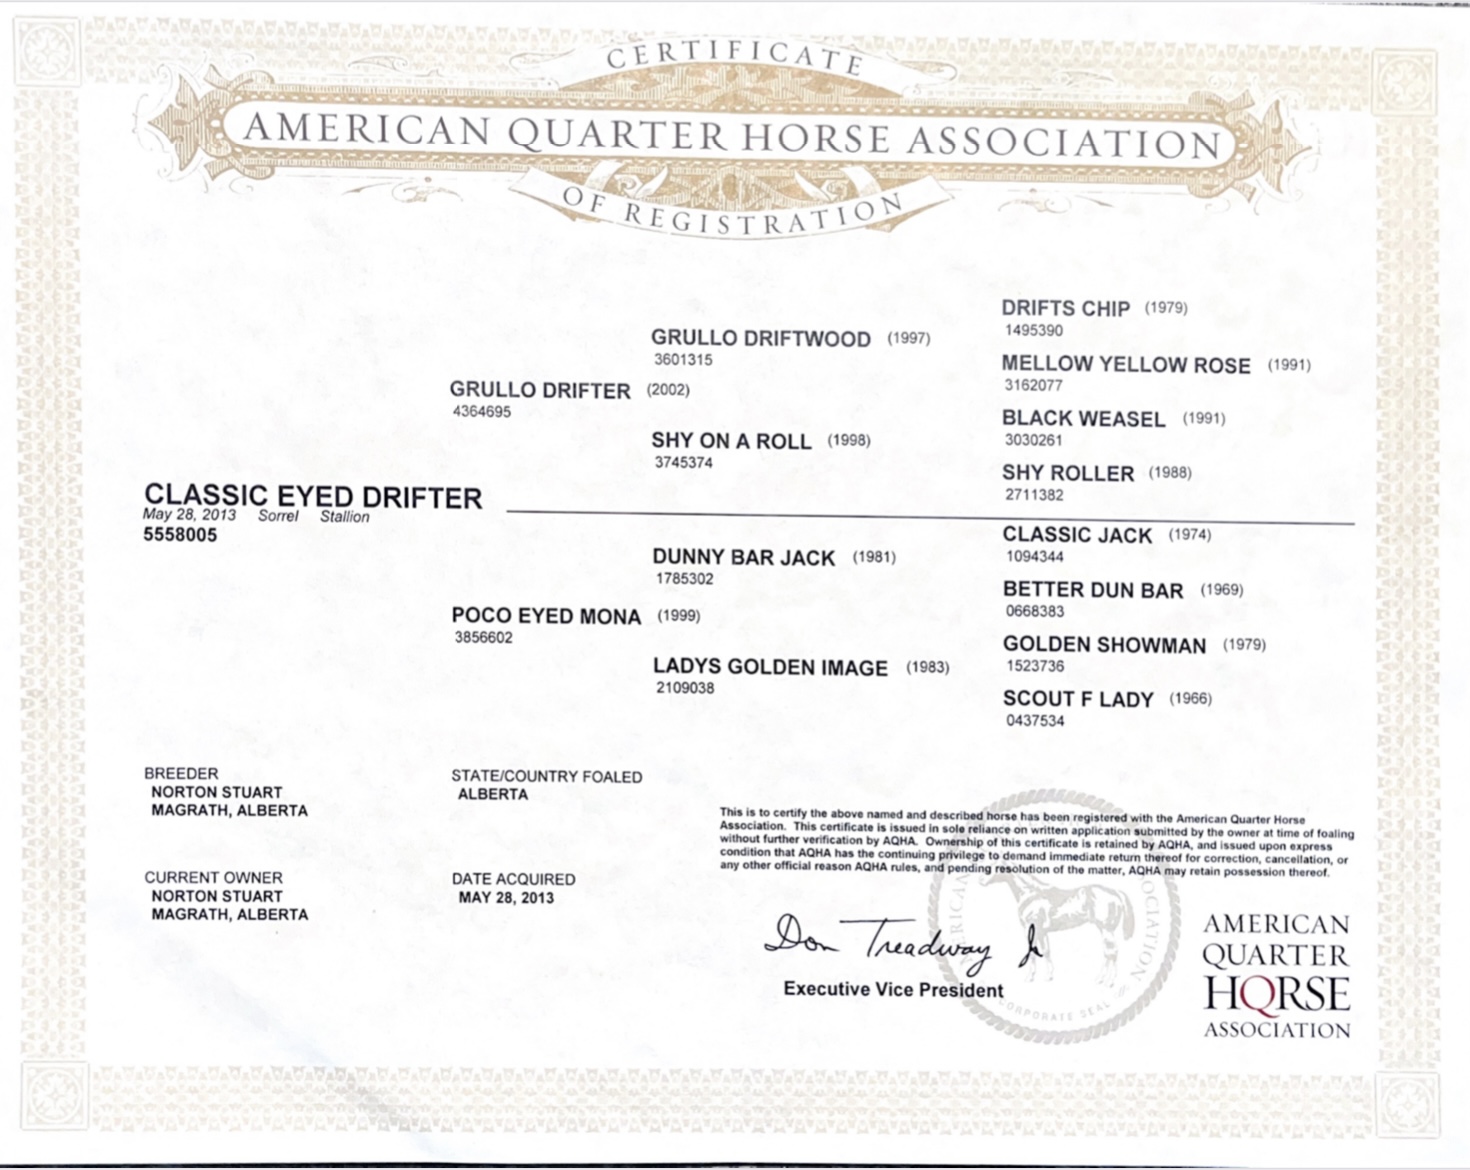 CERTIFICATE
AMERICAN QUARTER HORSE ASSOCIATION
OF REGISTRATION
DRIFTS CHIP (1979)
1495390
GRULLO DRIFTWOOD (1997)
3601315
MELLOW YELLOW ROSE (1991)
3162077
GRULLO DRIFTER (2002)
4364695
BLACK WEASEL (1991)
3030261
SHY ON A ROLL (1998)
3745374
SHY ROLLER (1988)
2711382
CLASSIC EYED DRIFTER
May 28, 2013 Sorrel Stallion
5558005
CLASSIC JACK (1974)
1094344
DUNNY BAR JACK (1981)
1785302
BETTER DUN BAR (1969)
0668383
POCO EYED MONA (1999)
3856602
GOLDEN SHOWMAN (1979)
1523736
LADYS GOLDEN IMAGE (1983)
2109038
SCOUT F LADY (1966)
0437534
BREEDER
NORTON STUART
MAGRATH, ALBERTA
STATE/COUNTRY FOALED
ALBERTA
CURRENT OWNER
NORTON STUART
MAGRATH, ALBERTA
DATE ACQUIRED
MAY 28, 2013
This is to certify the above named and described horse has been registered with the American Quarter Horse
Association. This certificate is issued in sole reliance on written application submitted by the owner at time of foaling
without further verification by AQHA. Ownership of this certificate is retained by AQHA, and issued upon express
condition that AQHA has the continuing privilege to demand immediate return thereof for correction, cancellation, or
any other official reason AQHA rules, and pending resolution of the matter, AQHA may retain possession thereof.
Don Treadway Jr
Executive Vice President
CORPORATE SEAL
AMERICAN
QUARTER
HORSE
ASSOCIATION